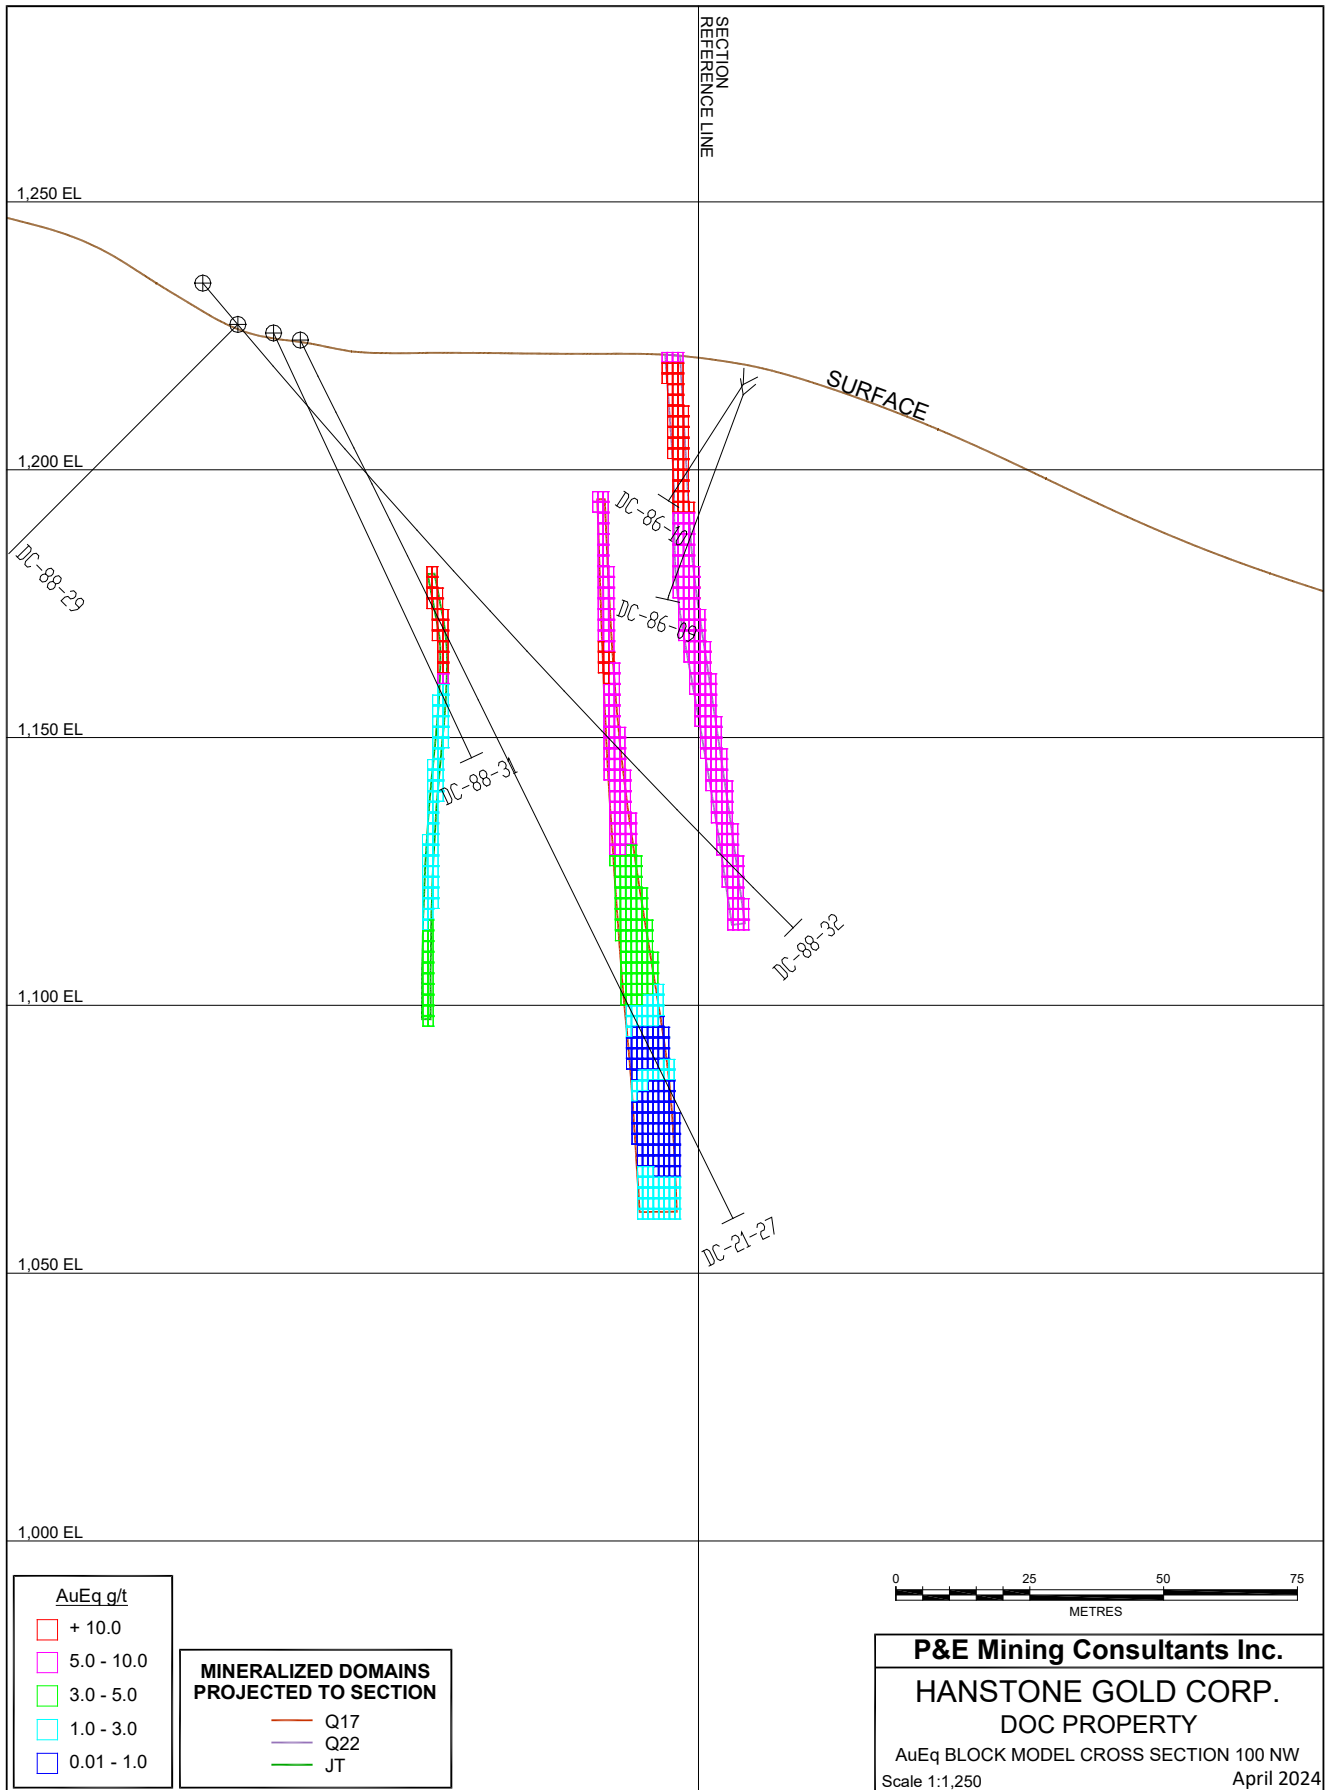 SECTION
REFERENCE LINE
1,250 EL
SURFACE
1,200 EL
DC-86-10
DC-88-29
DC-86-09
1,150 EL
DC-88-31
DC-88-32
1,100 EL
DC-21-27
1,050 EL
1,000 EL
AuEq g/t
+ 10.0
5.0 - 10.0
3.0 - 5.0
1.0 - 3.0
0.01 - 1.0
MINERALIZED DOMAINS
PROJECTED TO SECTION
Q17
Q22
JT
0 25 50 75
METRES
P&E Mining Consultants Inc.
HANSTONE GOLD CORP.
DOC PROPERTY
AuEq BLOCK MODEL CROSS SECTION 100 NW
Scale 1:1,250 April 2024